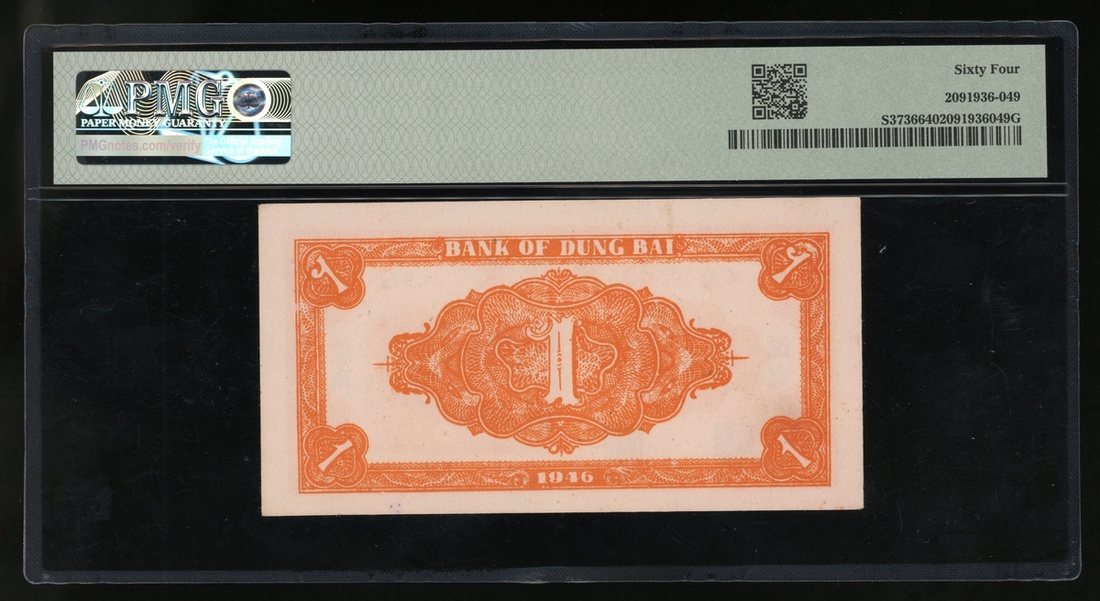 PMG
PAPER MONEY GUARANTY
PMGnotes.com/verify
Sixty Four
2091936-049
S37366402091936049G
BANK OF DUNG BAI
1 1
1
1 1
1946